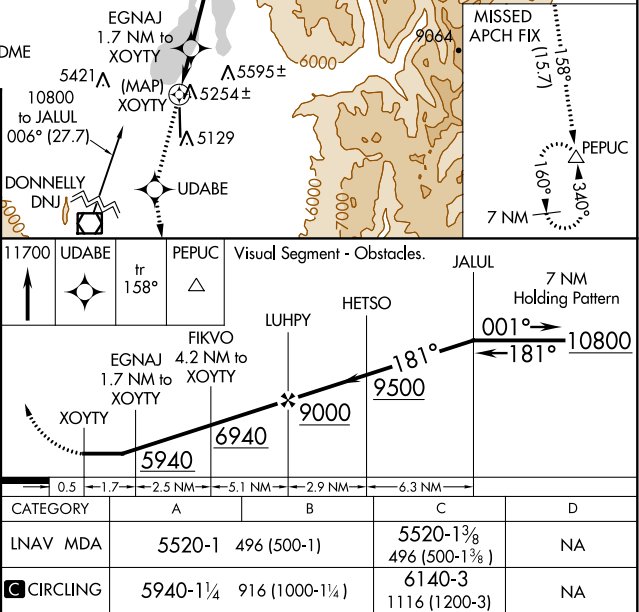 DME
EGNAJ
1.7 NM to
XOYTY
5421
(MAP)
XOYTY
5595±
5254±
5129
10800
to JALUL
006° (27.7)
DONNELLY
DNJ
UDABE
9064
6000
6000
7000
6000
MISSED
APCH FIX
158°
(15.7)
PEPUC
160°
340°
7 NM
11700
UDABE
tr
158°
PEPUC
Visual Segment - Obstacles.
JALUL
7 NM
Holding Pattern
HETSO
LUHPY
FIKVO
4.2 NM to
XOYTY
EGNAJ
1.7 NM to
XOYTY
XOYTY
001°
181°
10800
181°
9500
9000
6940
5940
0.5 1.7 2.5 NM 5.1 NM 2.9 NM 6.3 NM
CATEGORY A B C D
LNAV MDA 5520-1 496 (500-1) 5520-1⅜ 496 (500-1⅜) NA
C CIRCLING 5940-1¼ 916 (1000-1¼) 6140-3 1116 (1200-3) NA